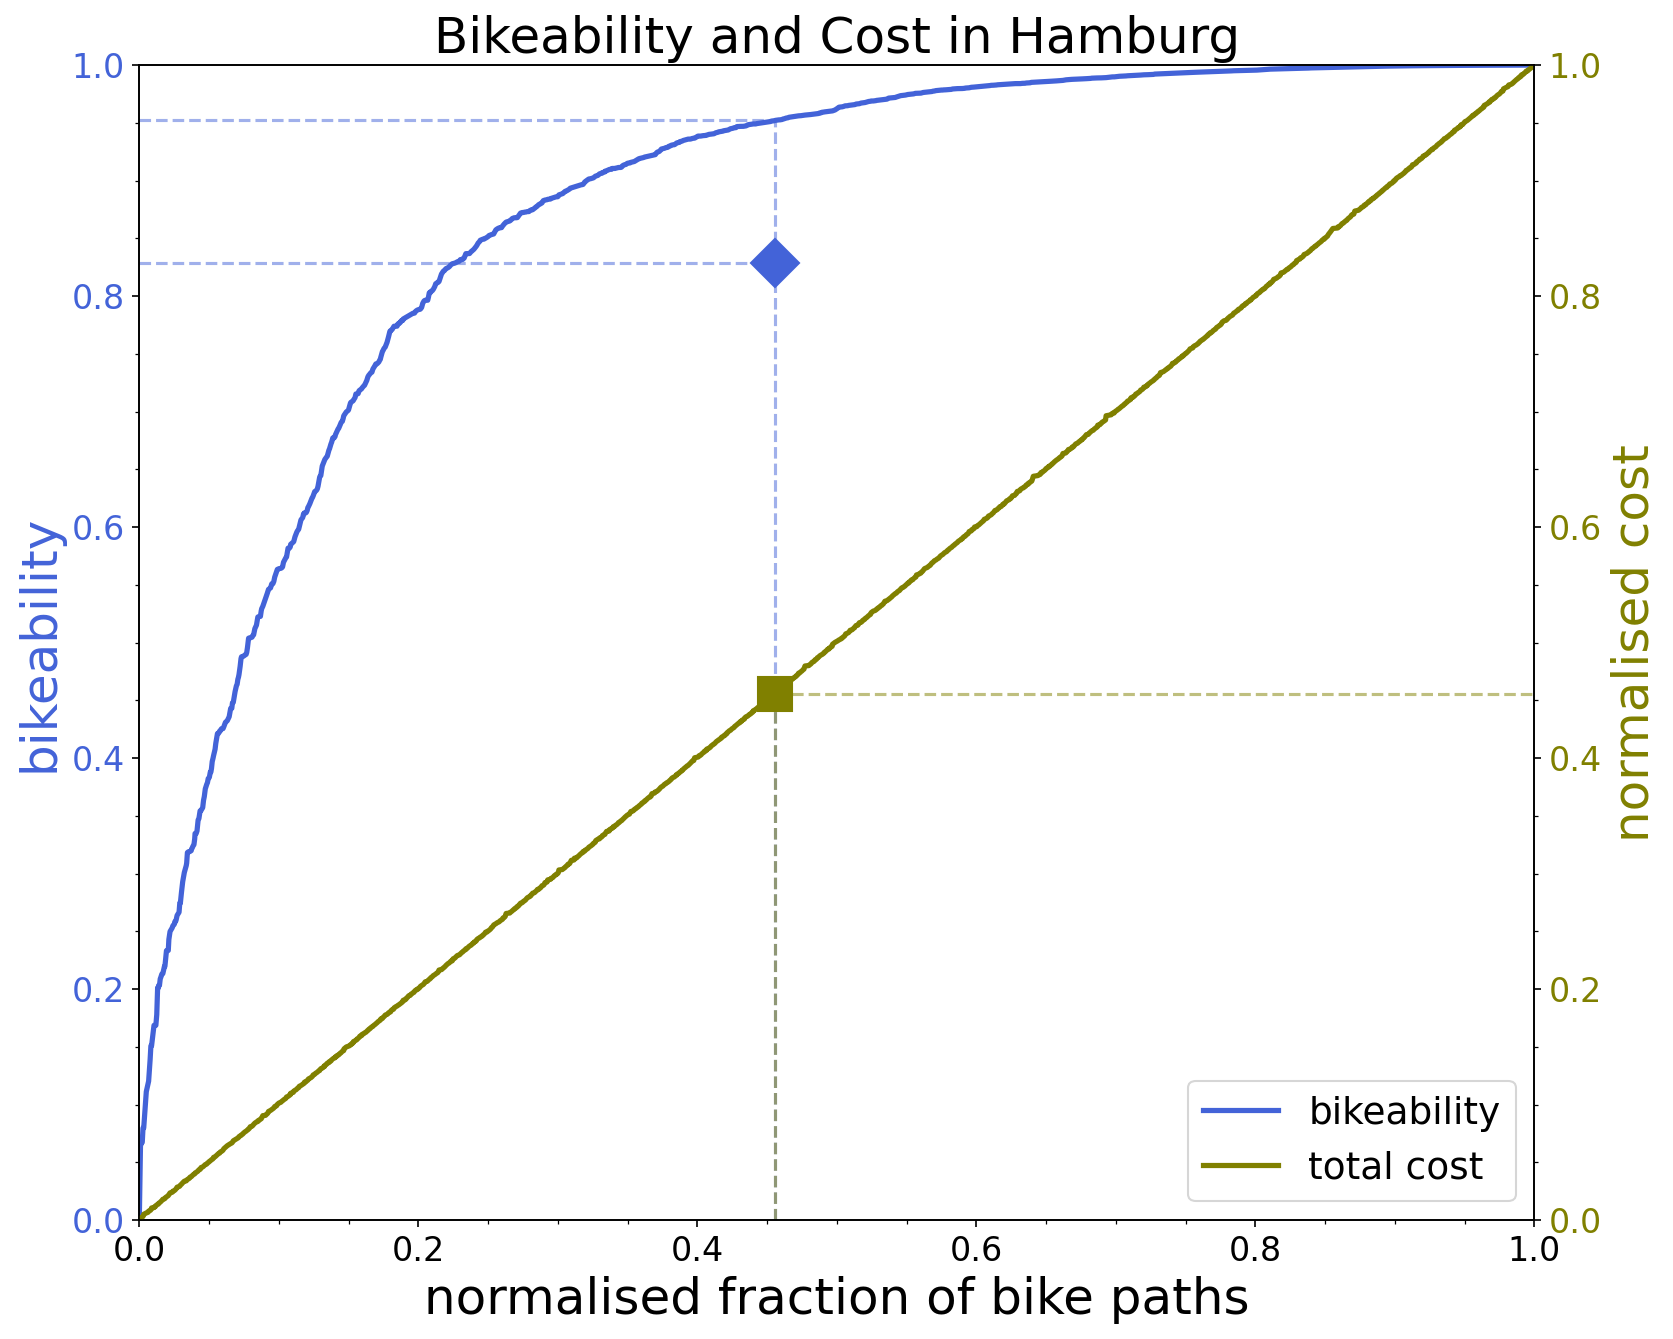 Bikeability and Cost in Hamburg
1.0
0.8
0.6
0.4
0.2
0.0
bikeability
1.0
0.8
0.6
0.4
0.2
0.0
normalised cost
bikeability
total cost
0.0 0.2 0.4 0.6 0.8 1.0
normalised fraction of bike paths